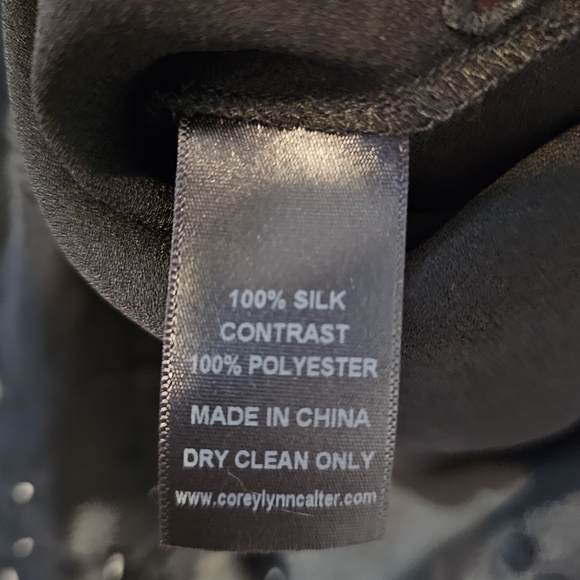 100% SILK
CONTRAST
100% POLYESTER
MADE IN CHINA
DRY CLEAN ONLY
www.coreylynncalter.com